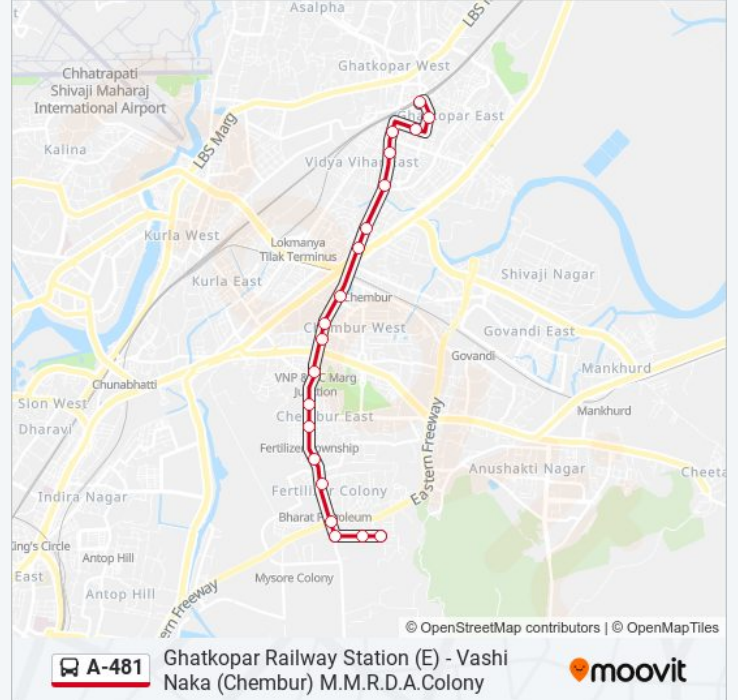 Asalpha
LBS
Ghatkopar West
Chhatrapati
Shivaji Maharaj
International Airport
Ghatkopar East
LBS Marg
Kalina
Vidya Vihar East
Kurla West
Lokmanya
Tilak Terminus
Kurla East
Shivaji Nagar
Chembur
Chembur West
Govandi East
Govandi
Mankhurd
VNP & RC Marg
Junction
Chunabhatti
Sion West
Mankhurd
Chembur East
Dharavi
Eastern Freeway
Fertilizer Township
Anushakti Nagar
Cheeta
Fertilizer Colony
Indira Nagar
Bharat Petroleum
King's Circle
Antop Hill
East
Mysore Colony
Antop Hill
ern Freeway
© OpenStreetMap contributors | © OpenMapTiles
A-481
Ghatkopar Railway Station (E) - Vashi
Naka (Chembur) M.M.R.D.A.Colony
moovit